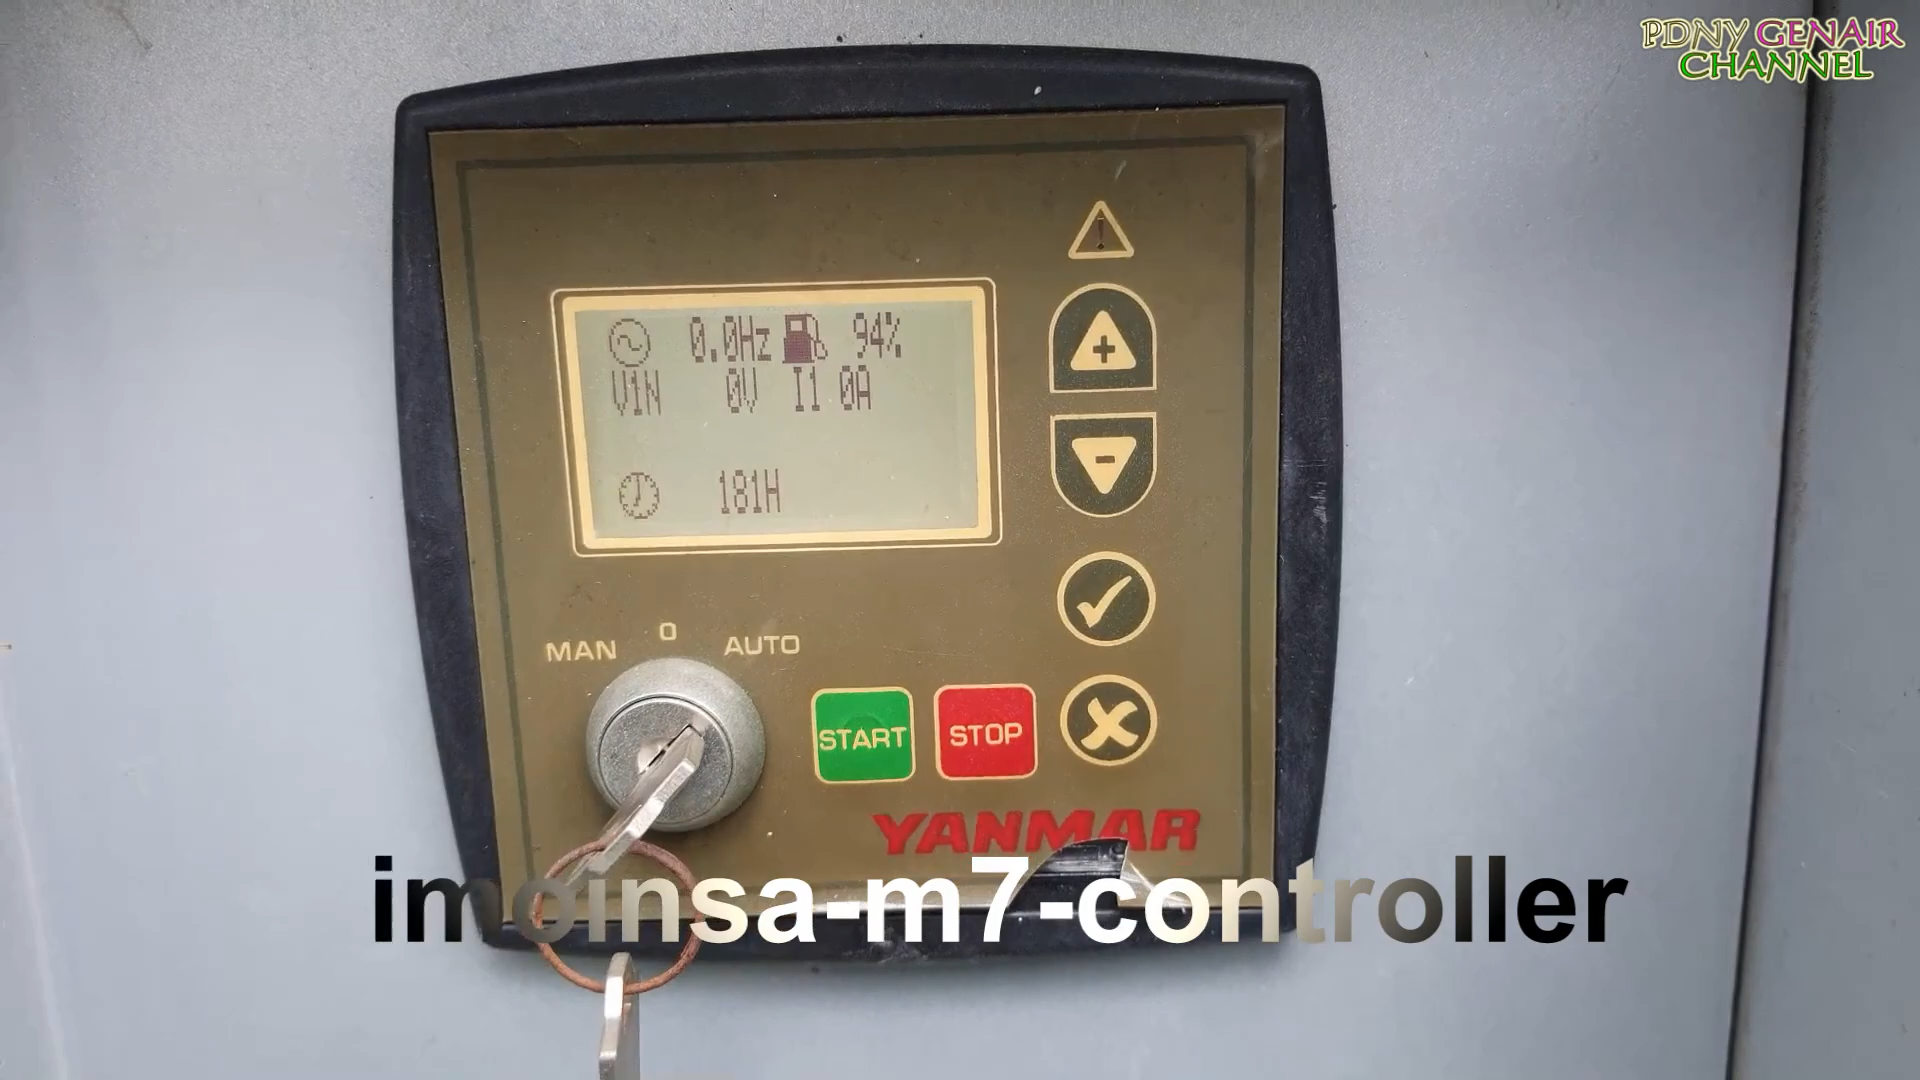 PDNY GENAIR
CHANNEL
0.0Hz 94%
V1N 0V I1 0A
181H
MAN 0 AUTO
START STOP
YANMAR
imoinsa-m7-controller